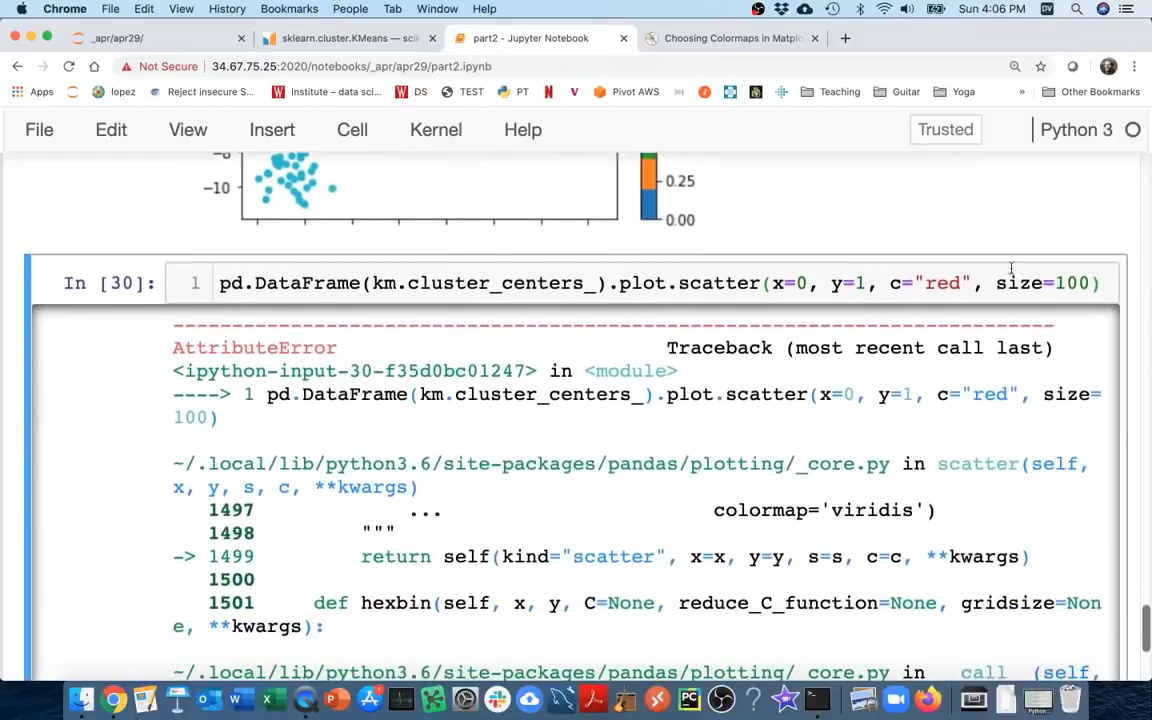 Chrome File Edit View History Bookmarks People Tab Window Help Sun 4:06 PM DV
_apr/apr29/ sklearn.cluster.KMeans — scik part2 - Jupyter Notebook Choosing Colormaps in Matplo
Not Secure 34.67.75.25:2020/notebooks/_apr/apr29/part2.ipynb
Apps lopez Reject insecure S... Institute – data sci... DS TEST PT Pivot AWS Teaching Guitar Yoga » Other Bookmarks
File Edit View Insert Cell Kernel Help Trusted Python 3
−8
−10 0.25
0.00
In [30]: 1 pd.DataFrame(km.cluster_centers_).plot.scatter(x=0, y=1, c="red", size=100)
---------------------------------------------------------------------------
AttributeError Traceback (most recent call last)
<ipython-input-30-f35d0bc01247> in <module>
----> 1 pd.DataFrame(km.cluster_centers_).plot.scatter(x=0, y=1, c="red", size=
100)
~/.local/lib/python3.6/site-packages/pandas/plotting/_core.py in scatter(self,
x, y, s, c, **kwargs)
1497 ... colormap='viridis')
1498 """
-> 1499 return self(kind="scatter", x=x, y=y, s=s, c=c, **kwargs)
1500
1501 def hexbin(self, x, y, C=None, reduce_C_function=None, gridsize=Non
e, **kwargs):
~/.local/lib/python3.6/site-packages/pandas/plotting/_core.py in __call__(self,